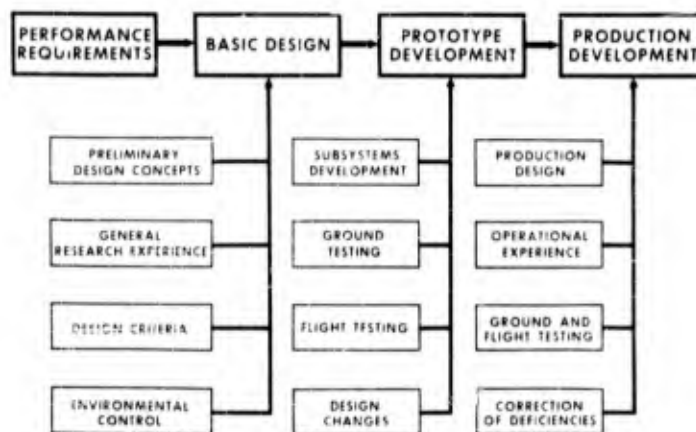 PERFORMANCE
REQUIREMENTS
BASIC DESIGN
PROTOTYPE
DEVELOPMENT
PRODUCTION
DEVELOPMENT
PRELIMINARY
DESIGN CONCEPTS
GENERAL
RESEARCH EXPERIENCE
DESIGN CRITERIA
ENVIRONMENTAL
CONTROL
SUBSYSTEMS
DEVELOPMENT
GROUND
TESTING
FLIGHT TESTING
DESIGN
CHANGES
PRODUCTION
DESIGN
OPERATIONAL
EXPERIENCE
GROUND AND
FLIGHT TESTING
CORRECTION
OF DEFICIENCIES